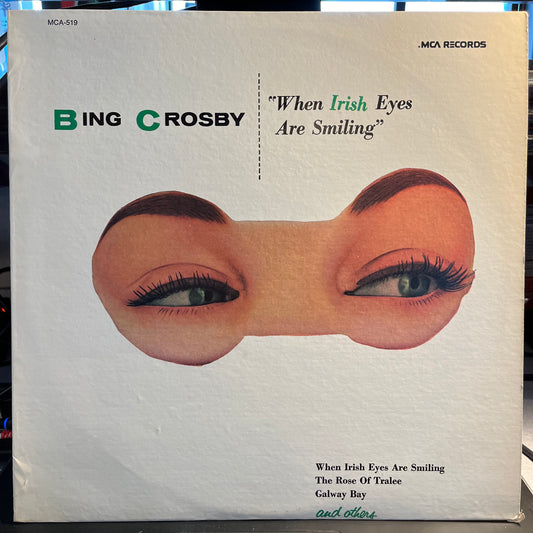 MCA-519
.MCA RECORDS
BING CROSBY
"When Irish Eyes
Are Smiling"
When Irish Eyes Are Smiling
The Rose Of Tralee
Galway Bay
and others